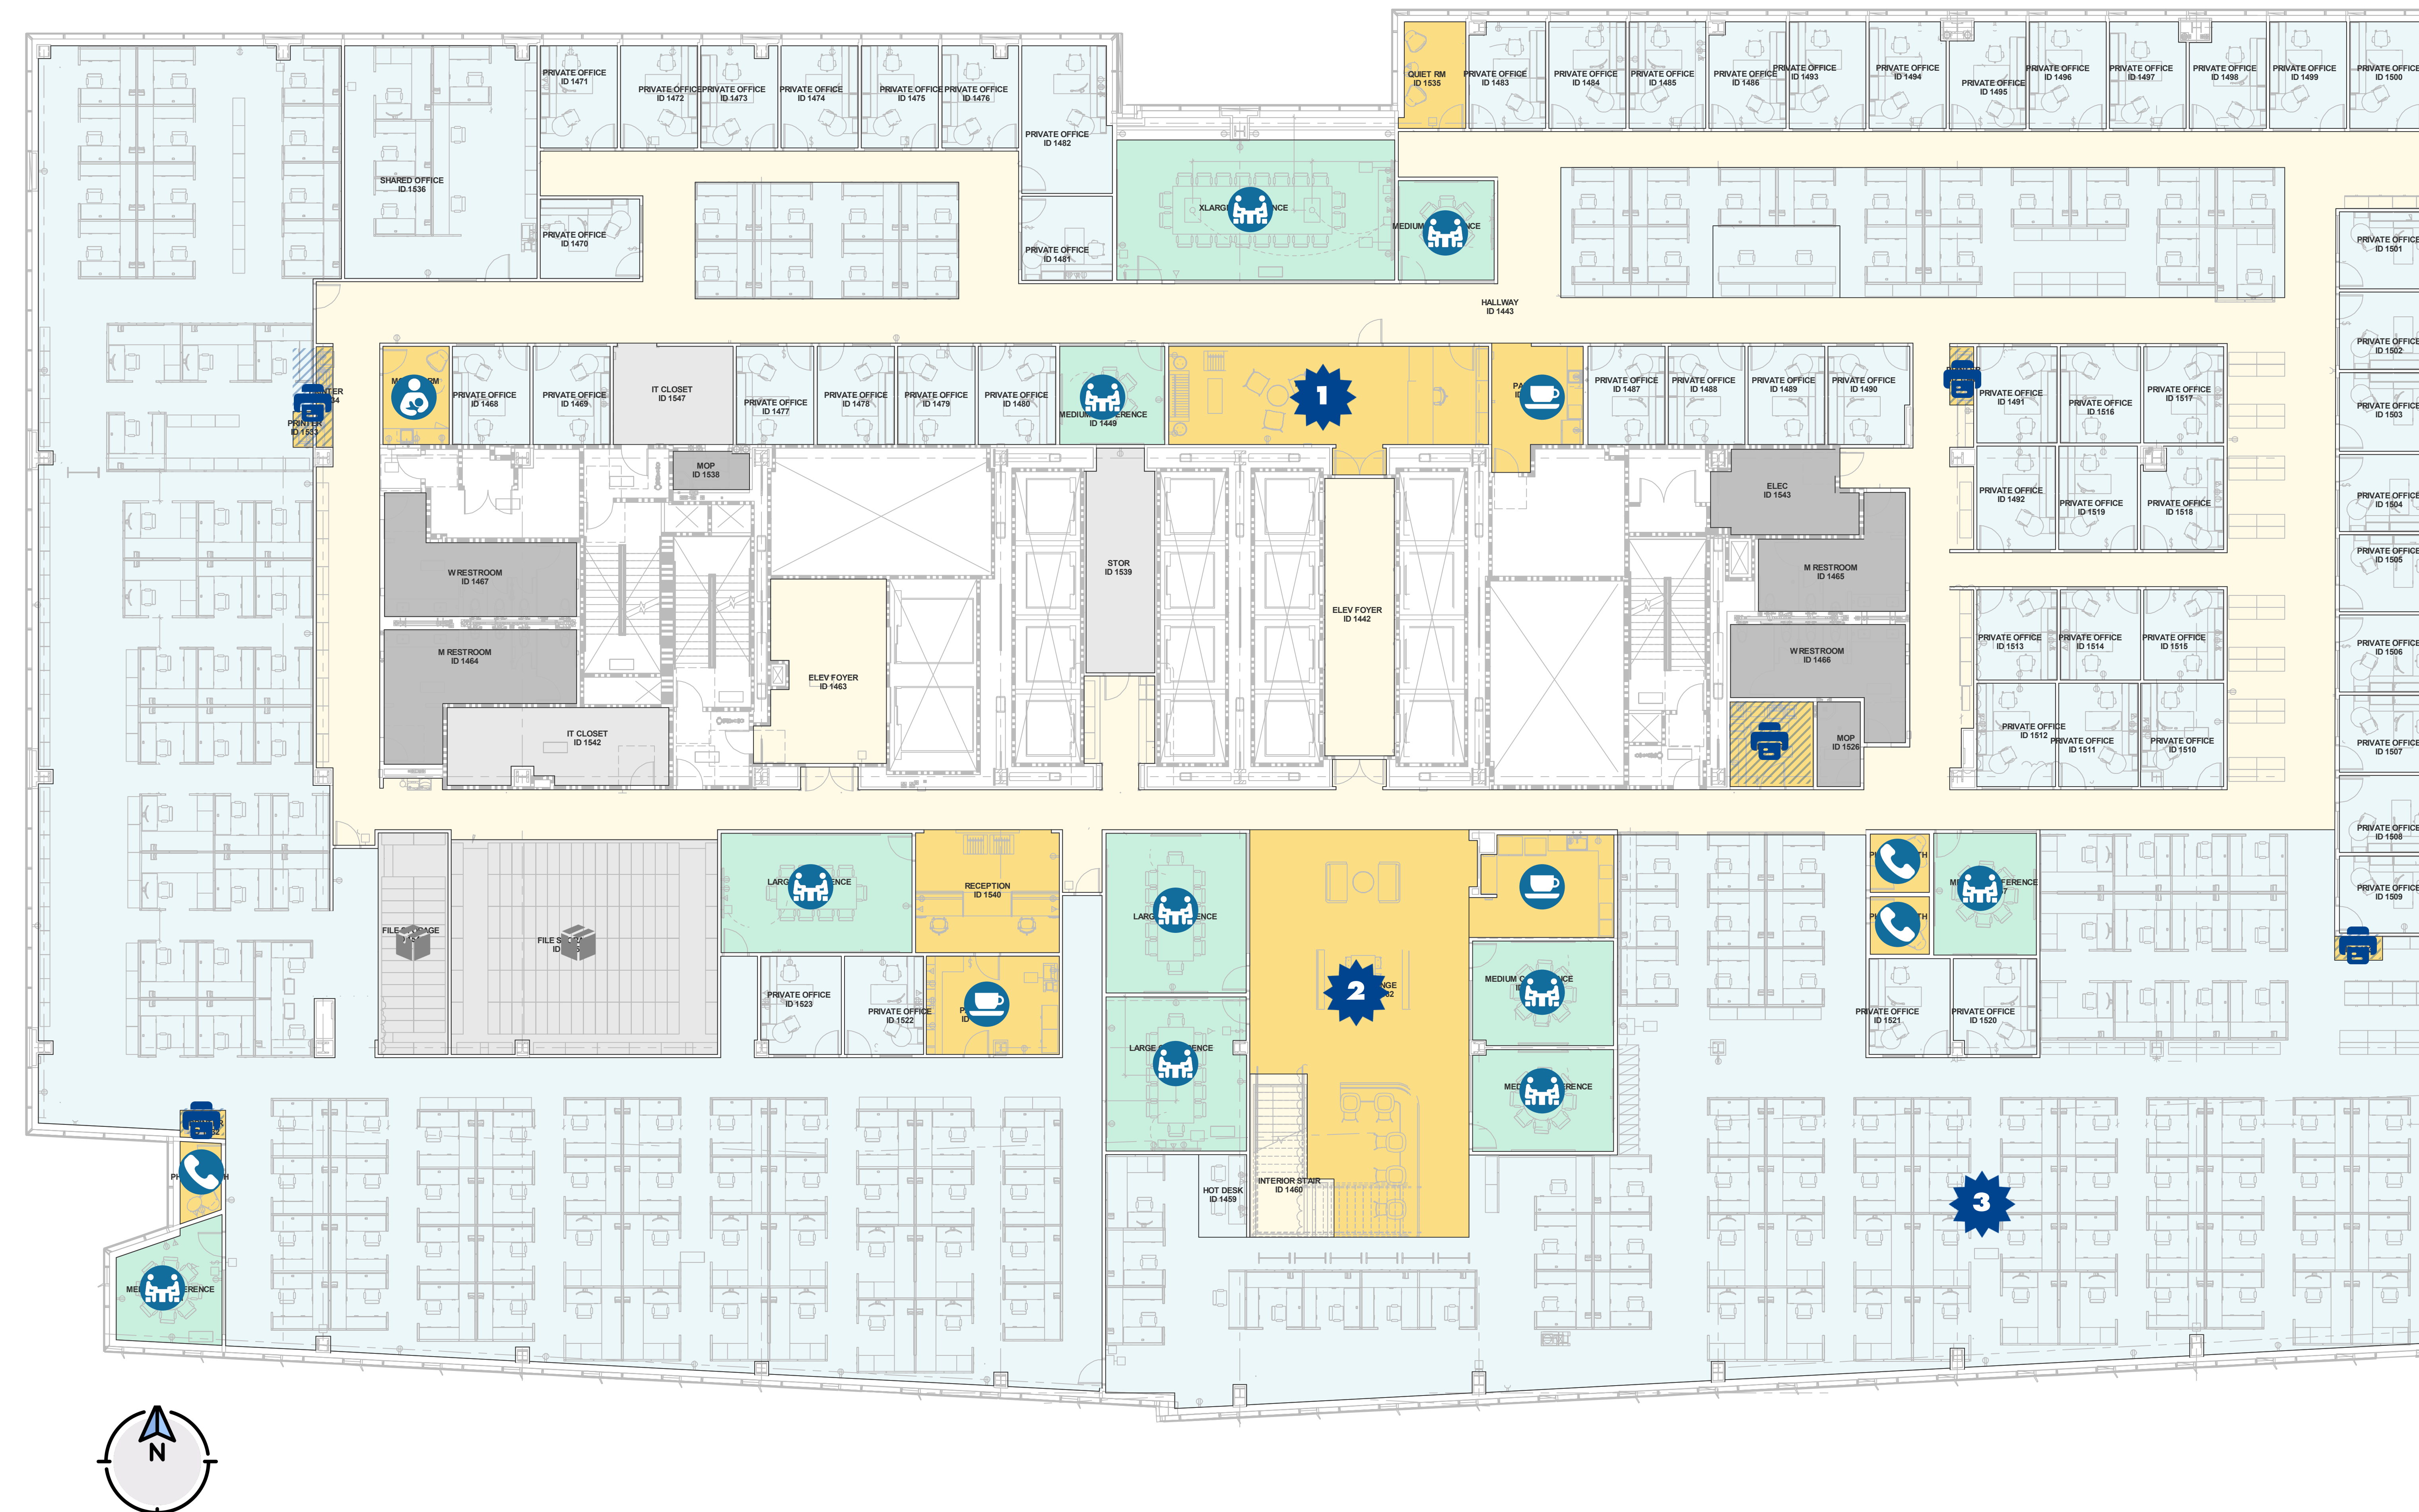 PRIVATE OFFICE
ID 1471
PRIVATE OFFICE
ID 1472
PRIVATE OFFICE
ID 1473
PRIVATE OFFICE
ID 1474
PRIVATE OFFICE
ID 1475
PRIVATE OFFICE
ID 1476
PRIVATE OFFICE
ID 1482
QUIET RM
ID 1535
PRIVATE OFFICE
ID 1483
PRIVATE OFFICE
ID 1484
PRIVATE OFFICE
ID 1485
PRIVATE OFFICE
ID 1486
PRIVATE OFFICE
ID 1493
PRIVATE OFFICE
ID 1494
PRIVATE OFFICE
ID 1495
PRIVATE OFFICE
ID 1496
PRIVATE OFFICE
ID 1497
PRIVATE OFFICE
ID 1498
PRIVATE OFFICE
ID 1499
PRIVATE OFFICE
ID 1500
SHARED OFFICE
ID 1536
PRIVATE OFFICE
ID 1470
PRIVATE OFFICE
ID 1481
HALLWAY
ID 1443
PRIVATE OFFICE
ID 1501
PRIVATE OFFICE
ID 1502
PRINTER
ID 1533
PRIVATE OFFICE
ID 1468
PRIVATE OFFICE
ID 1469
IT CLOSET
ID 1547
PRIVATE OFFICE
ID 1477
PRIVATE OFFICE
ID 1478
PRIVATE OFFICE
ID 1479
PRIVATE OFFICE
ID 1480
ID 1449
1
PRIVATE OFFICE
ID 1487
PRIVATE OFFICE
ID 1488
PRIVATE OFFICE
ID 1489
PRIVATE OFFICE
ID 1490
PRIVATE OFFICE
ID 1491
PRIVATE OFFICE
ID 1516
PRIVATE OFFICE
ID 1517
PRIVATE OFFICE
ID 1503
MOP
ID 1538
ELEC
ID 1543
PRIVATE OFFICE
ID 1492
PRIVATE OFFICE
ID 1519
PRIVATE OFFICE
ID 1518
PRIVATE OFFICE
ID 1504
W RESTROOM
ID 1467
STOR
ID 1539
M RESTROOM
ID 1465
PRIVATE OFFICE
ID 1505
ELEV FOYER
ID 1442
M RESTROOM
ID 1464
W RESTROOM
ID 1466
PRIVATE OFFICE
ID 1513
PRIVATE OFFICE
ID 1514
PRIVATE OFFICE
ID 1515
PRIVATE OFFICE
ID 1506
ELEV FOYER
ID 1463
IT CLOSET
ID 1542
MOP
ID 1526
PRIVATE OFFICE
ID 1512
PRIVATE OFFICE
ID 1511
PRIVATE OFFICE
ID 1510
PRIVATE OFFICE
ID 1507
PRIVATE OFFICE
ID 1508
RECEPTION
ID 1540
PRIVATE OFFICE
ID 1509
PRIVATE OFFICE
ID 1523
PRIVATE OFFICE
ID 1522
2
PRIVATE OFFICE
ID 1521
PRIVATE OFFICE
ID 1520
HOT DESK
ID 1459
INTERIOR STAIR
ID 1460
3
N